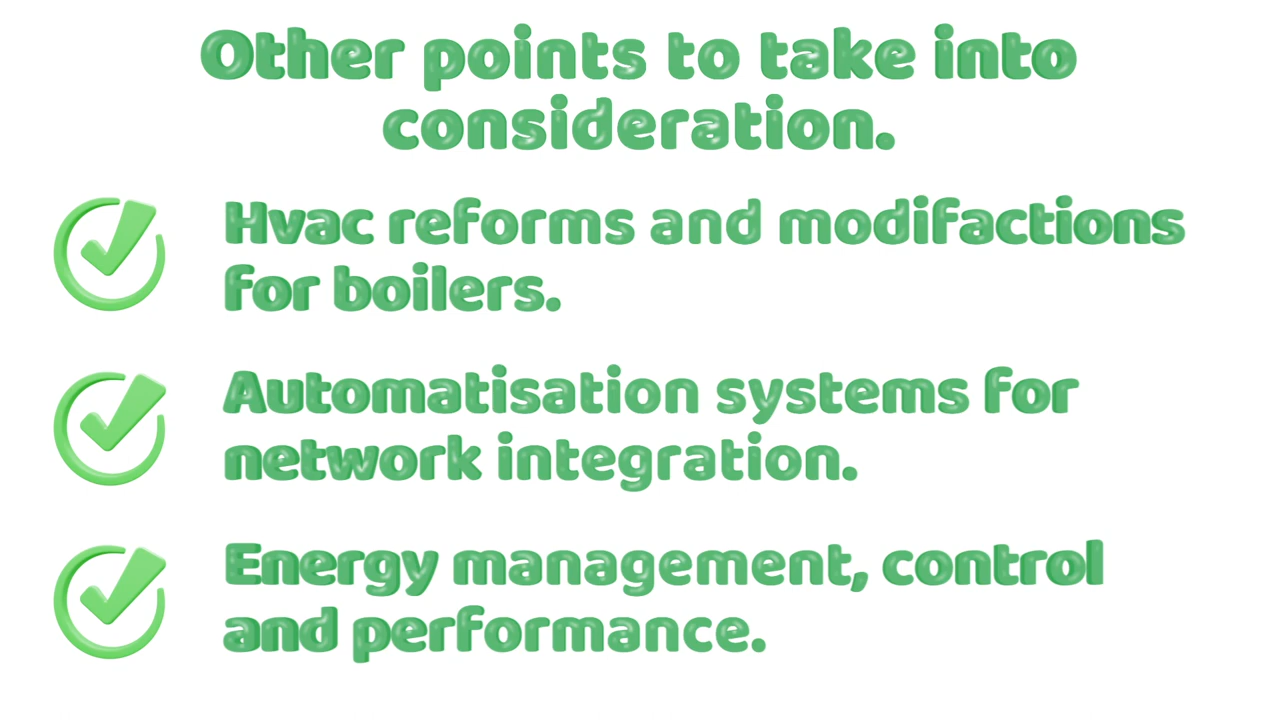 Other points to take into
consideration.
Hvac reforms and modifactions
for boilers.
Automatisation systems for
network integration.
Energy management, control
and performance.